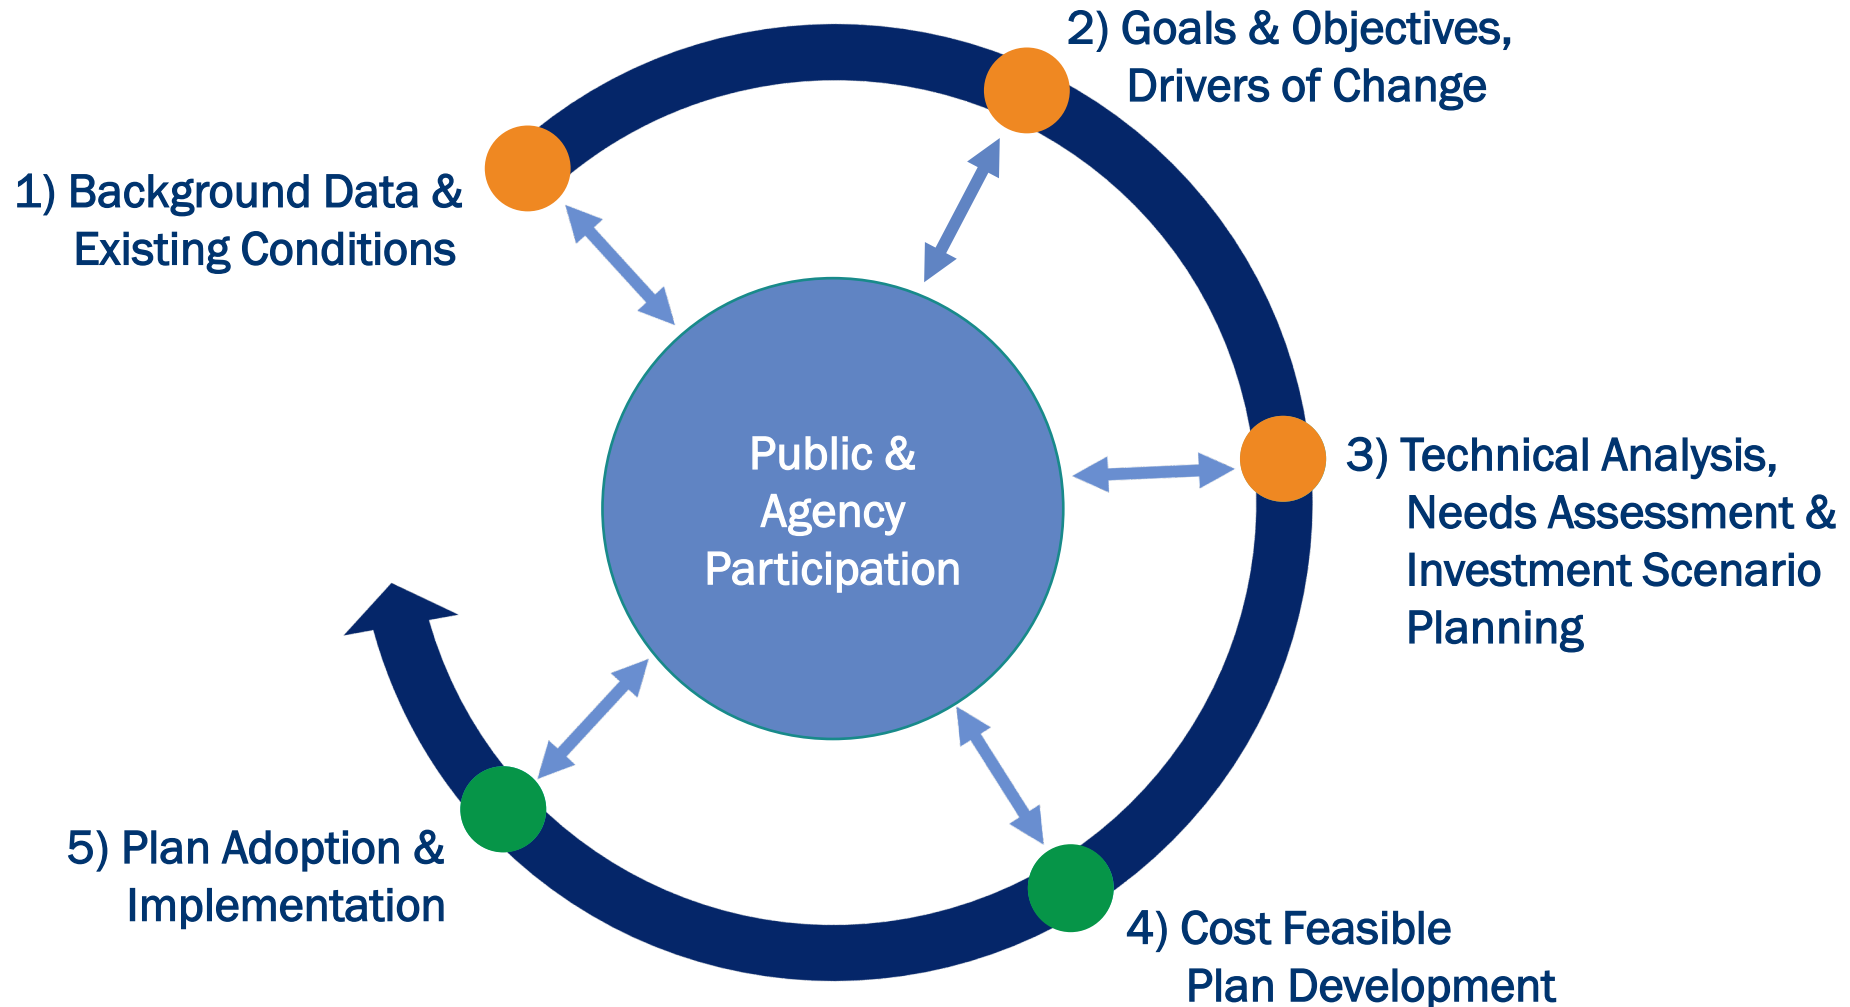 1) Background Data &
Existing Conditions
2) Goals & Objectives,
Drivers of Change
3) Technical Analysis,
Needs Assessment &
Investment Scenario
Planning
4) Cost Feasible
Plan Development
5) Plan Adoption &
Implementation
Public &
Agency
Participation